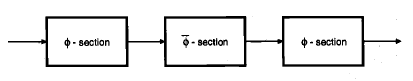 ϕ - section
ϕ̅ - section
ϕ - section